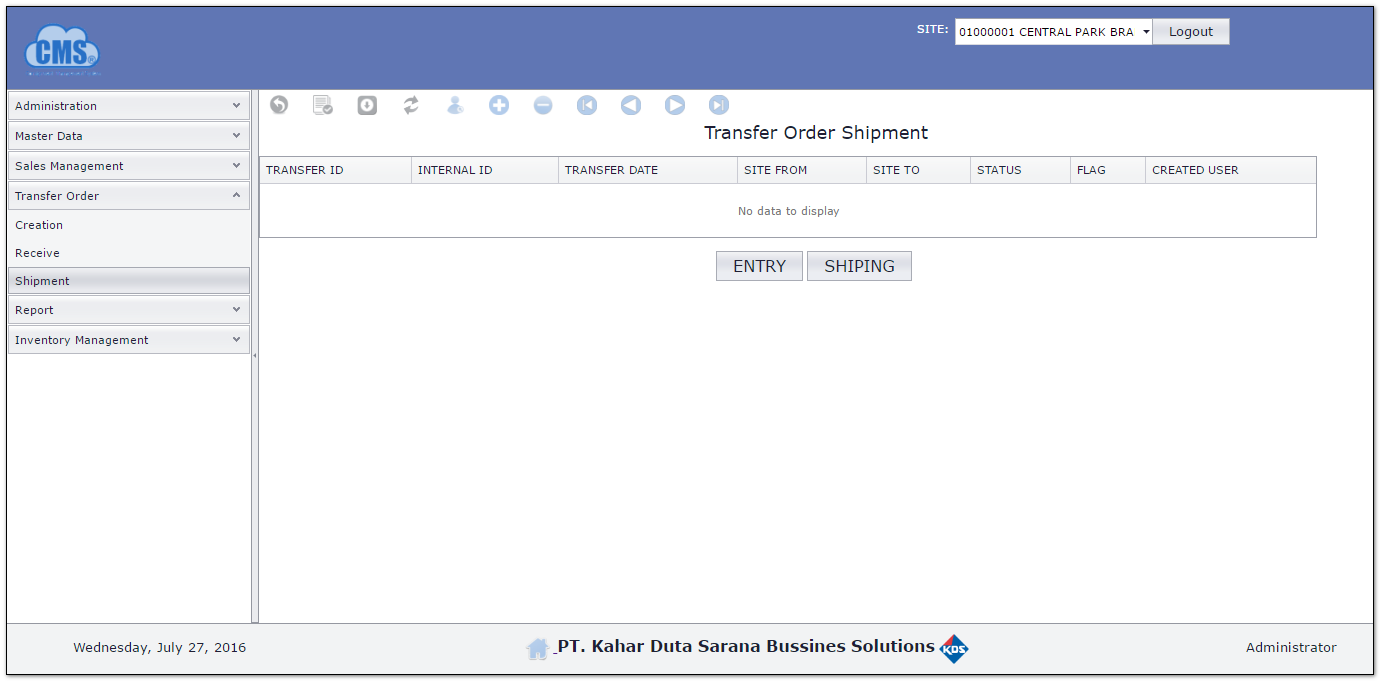 CMS
SITE: 01000001 CENTRAL PARK BRA Logout
Administration
Master Data
Sales Management
Transfer Order
Creation
Receive
Shipment
Report
Inventory Management
Transfer Order Shipment
TRANSFER ID INTERNAL ID TRANSFER DATE SITE FROM SITE TO STATUS FLAG CREATED USER
No data to display
ENTRY SHIPING
Wednesday, July 27, 2016
PT. Kahar Duta Sarana Bussines Solutions KDS
Administrator